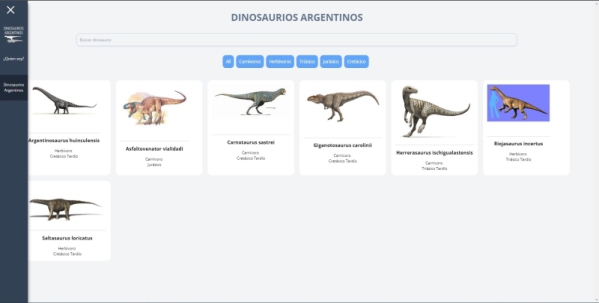 DINOSAURIOS ARGENTINOS
DINOSAURIOS
ARGENTINOS
Buscar dinosaurio
¿Quien soy?
All
Carnivoros
Herbivoros
Triásico
Jurásico
Cretácico
Dinosaurios
Argentinos
Argentinosaurus huinculensis
Herbívoro
Cretácico Tardío
Asfaltovenator vialidadi
Carnívoro
Jurásico
Carnotaurus sastrei
Carnívoro
Cretácico Tardío
Giganotosaurus carolinii
Carnívoro
Cretácico Tardío
Herrerasaurus ischigualastensis
Carnívoro
Triásico Tardío
Riojasaurus incertus
Herbívoro
Triásico Tardío
Saltasaurus loricatus
Herbívoro
Cretácico Tardío